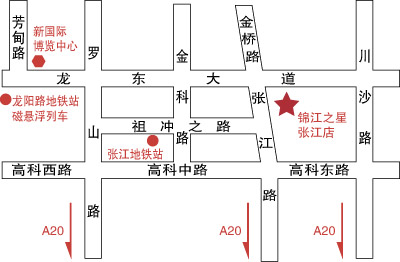 芳甸路
新国际
博览中心
罗山路
金科路
金桥路
川沙路
龙东大道
龙阳路地铁站
磁悬浮列车
张江路
锦江之星
张江店
祖冲之路
张江地铁站
高科西路
高科中路
高科东路
A20
A20
A20